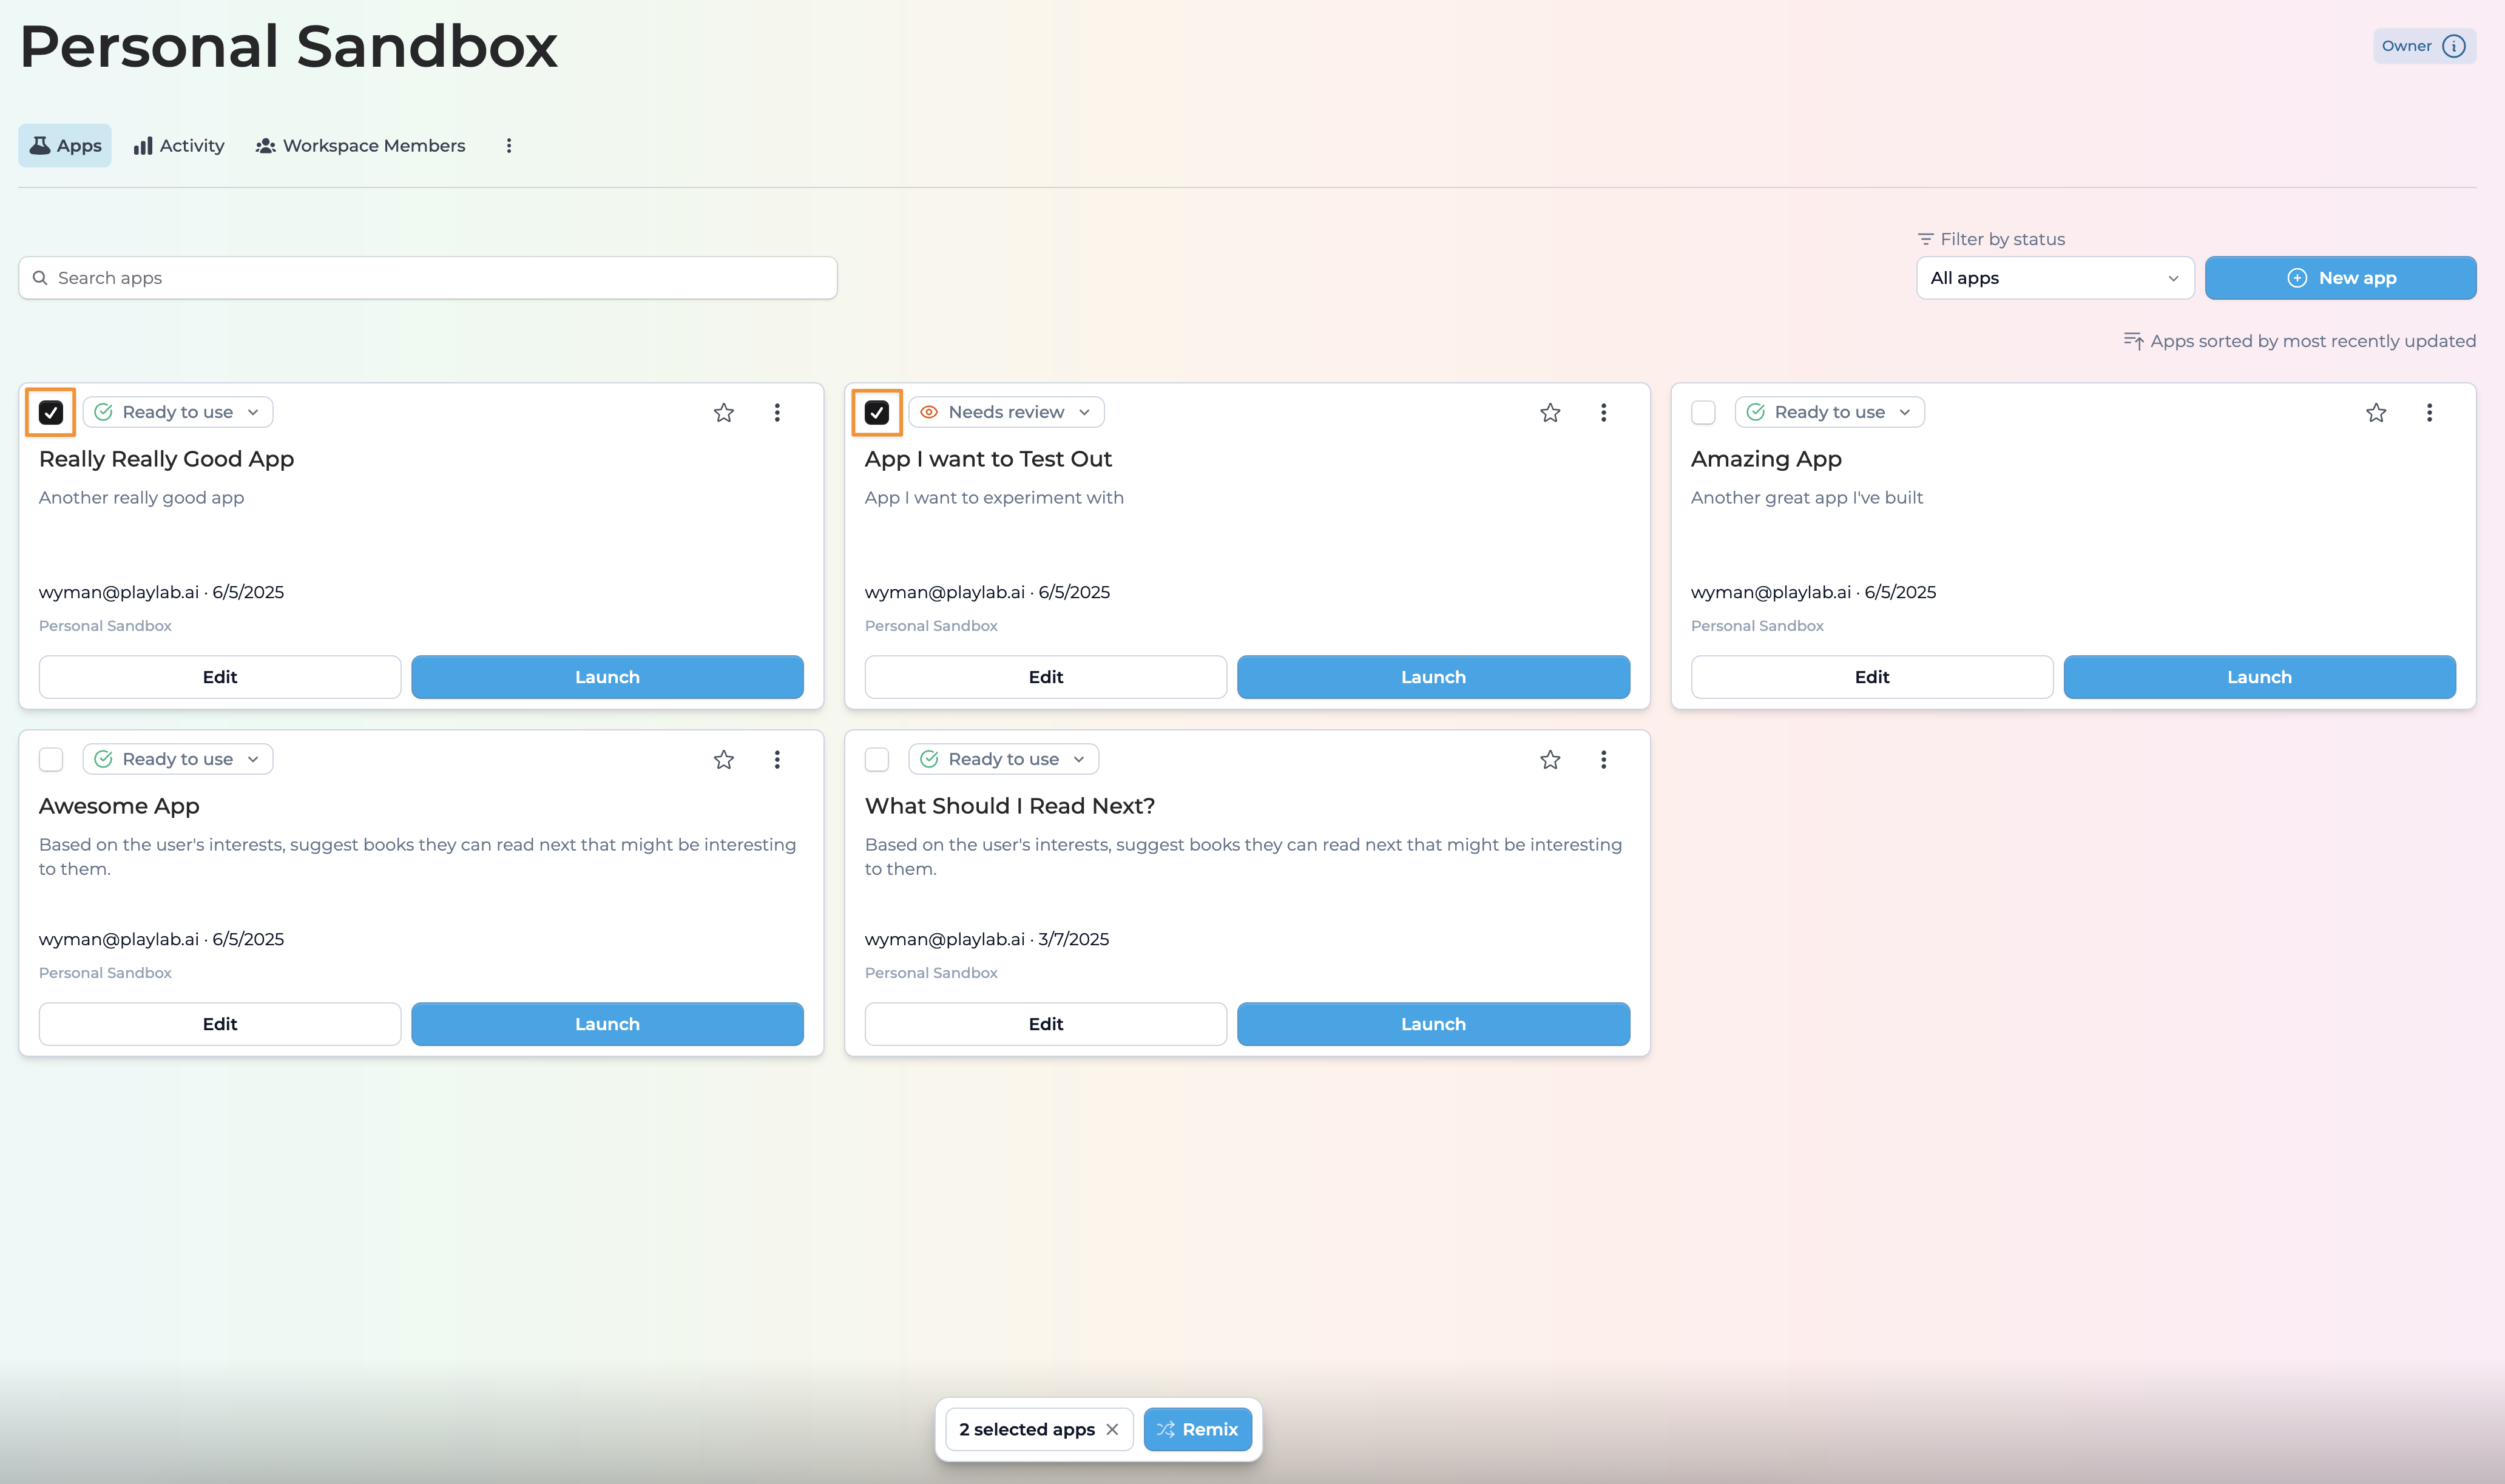 Personal Sandbox
Owner
Apps
Activity
Workspace Members
Filter by status
Search apps
All apps
New app
Apps sorted by most recently updated
Ready to use
Really Really Good App
Another really good app
wyman@playlab.ai · 6/5/2025
Personal Sandbox
Edit
Launch
Needs review
App I want to Test Out
App I want to experiment with
wyman@playlab.ai · 6/5/2025
Personal Sandbox
Edit
Launch
Ready to use
Amazing App
Another great app I've built
wyman@playlab.ai · 6/5/2025
Personal Sandbox
Edit
Launch
Ready to use
Awesome App
Based on the user's interests, suggest books they can read next that might be interesting
to them.
wyman@playlab.ai · 6/5/2025
Personal Sandbox
Edit
Launch
Ready to use
What Should I Read Next?
Based on the user's interests, suggest books they can read next that might be interesting
to them.
wyman@playlab.ai · 3/7/2025
Personal Sandbox
Edit
Launch
2 selected apps
Remix